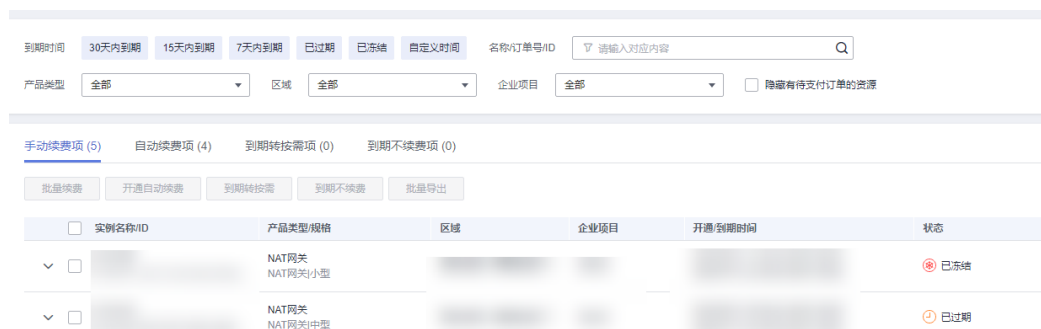 到期时间 30天内到期 15天内到期 7天内到期 已过期 已冻结 自定义时间 名称/订单号/ID 请输入对应内容
产品类型 全部 区域 全部 企业项目 全部 隐藏有待支付订单的资源
手动续费项 (5) 自动续费项 (4) 到期转按需项 (0) 到期不续费项 (0)
批量续费 开通自动续费 到期转按需 到期不续费 批量导出
实例名称/ID 产品类型/规格 区域 企业项目 开通/到期时间 状态
NAT网关
NAT网关|小型 已冻结
NAT网关
NAT网关|中型 已过期